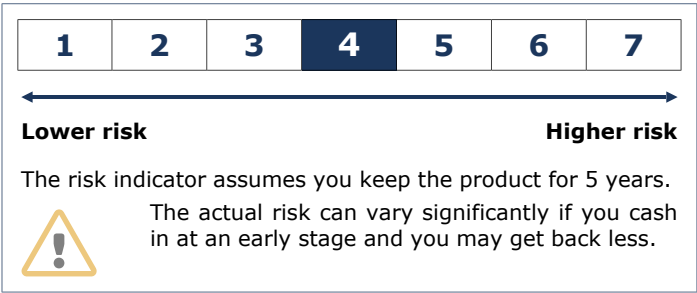 1 2 3 4 5 6 7
Lower risk Higher risk
The risk indicator assumes you keep the product for 5 years.
The actual risk can vary significantly if you cash
in at an early stage and you may get back less.